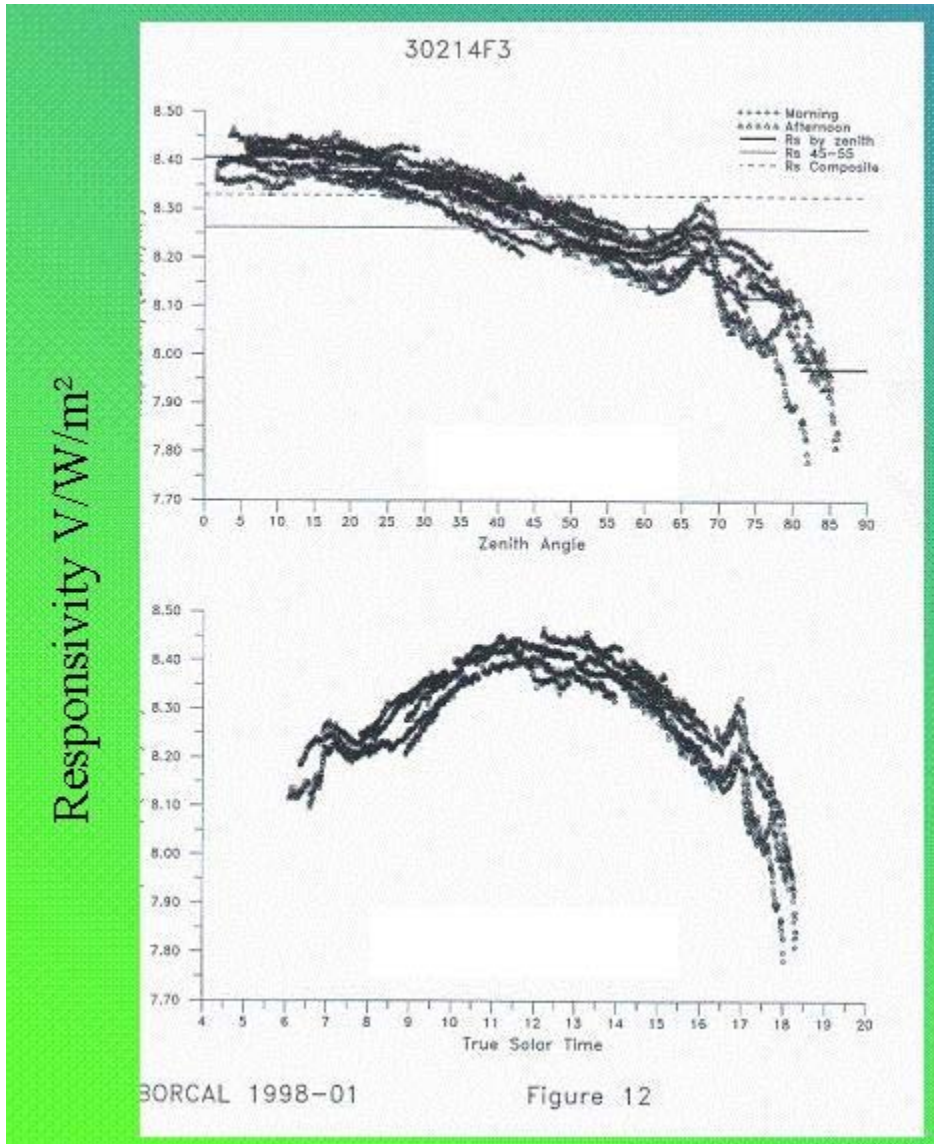 30214F3
8.50
8.40
8.30
8.20
8.10
8.00
7.90
7.80
7.70
Morning
Afternoon
Rs by zenith
Rs 45-55
Rs Composite
0 5 10 15 20 25 30 35 40 45 50 55 60 65 70 75 80 85 90
Zenith Angle
Responsivity V/W/m²
8.50
8.40
8.30
8.20
8.10
8.00
7.90
7.80
7.70
4 5 6 7 8 9 10 11 12 13 14 15 16 17 18 19 20
True Solar Time
BORCAL 1998-01 Figure 12